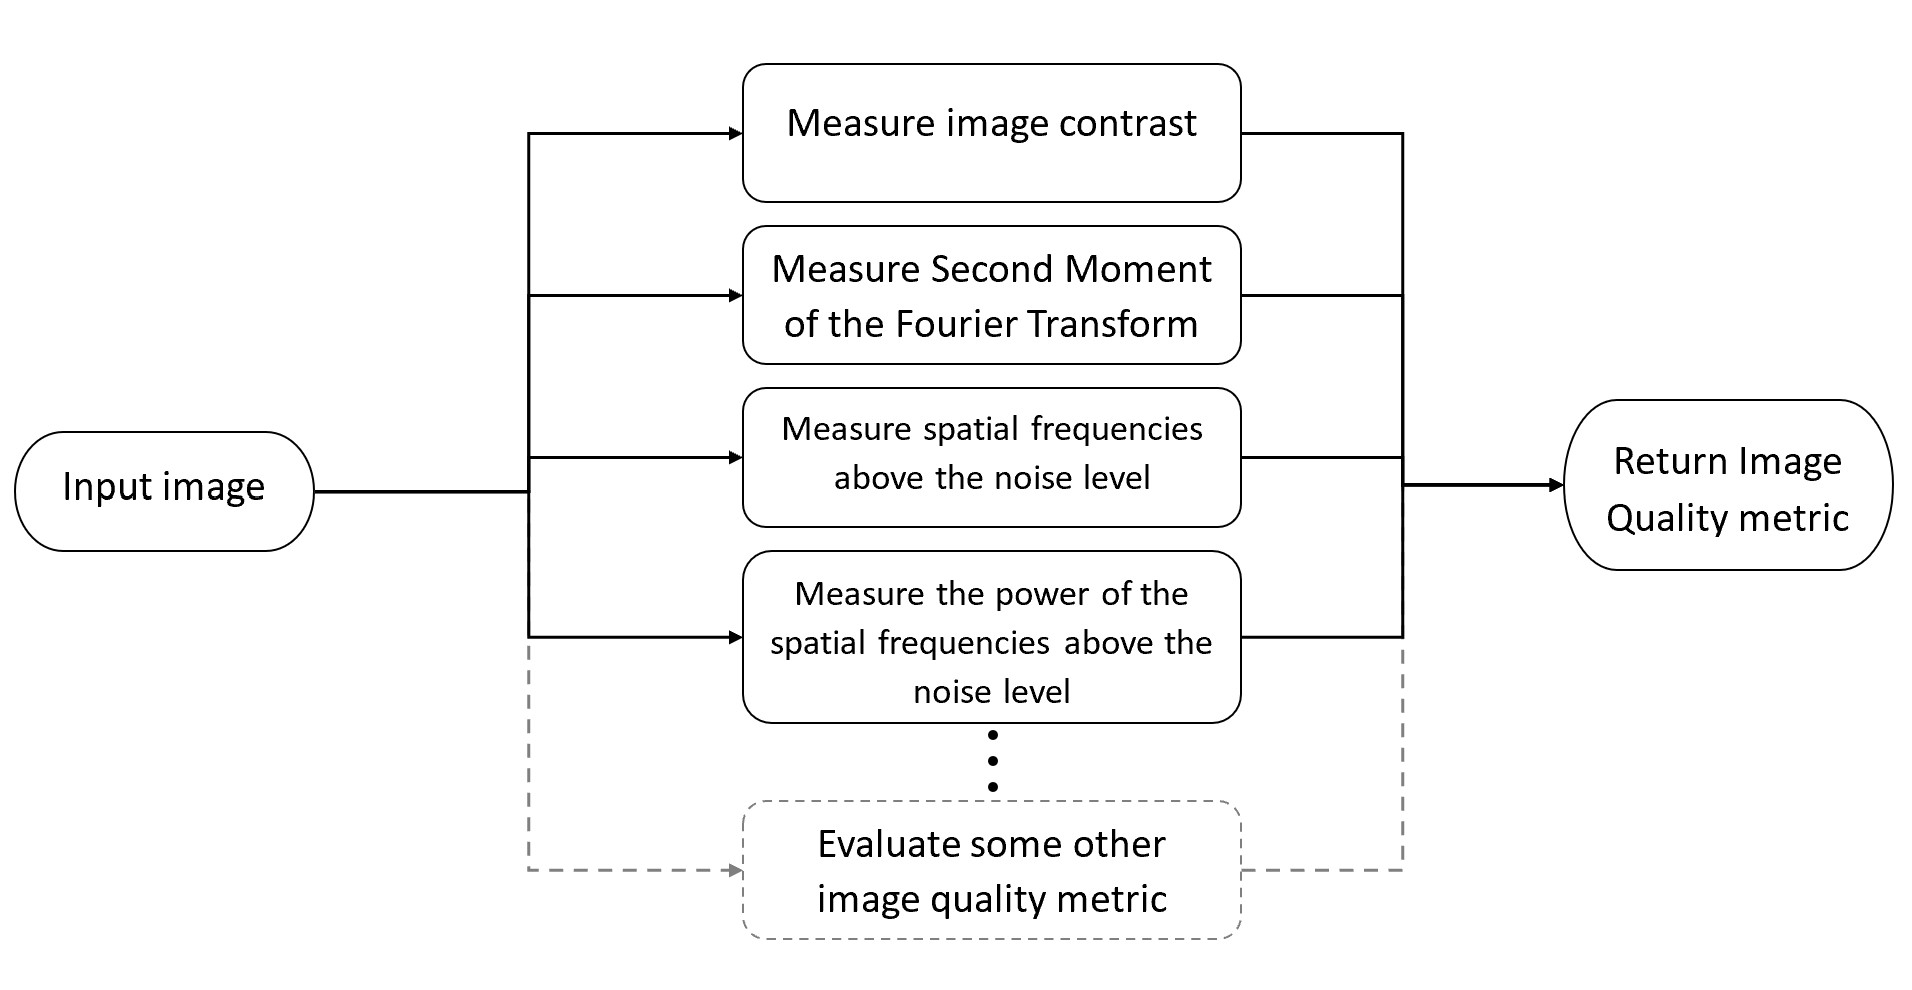 Measure image contrast
Measure Second Moment
of the Fourier Transform
Measure spatial frequencies
above the noise level
Input image
Return Image
Quality metric
Measure the power of the
spatial frequencies above the
noise level
Evaluate some other
image quality metric